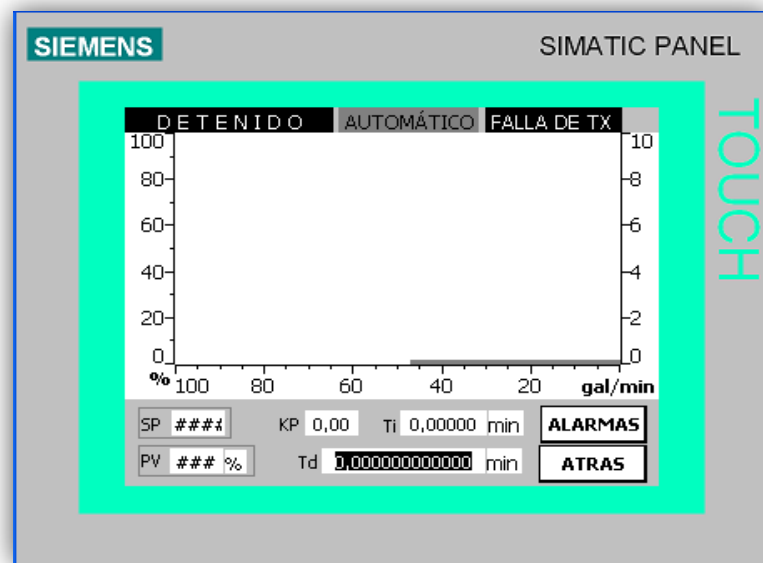 SIEMENS
SIMATIC PANEL
TOUCH
DETENIDO AUTOMÁTICO FALLA DE TX
100 10
80 8
60 6
40 4
20 2
0 0
% 100 80 60 40 20 gal/min
SP #### KP 0,00 Ti 0,00000 min ALARMAS
PV ### % Td 0,000000000000 min ATRAS